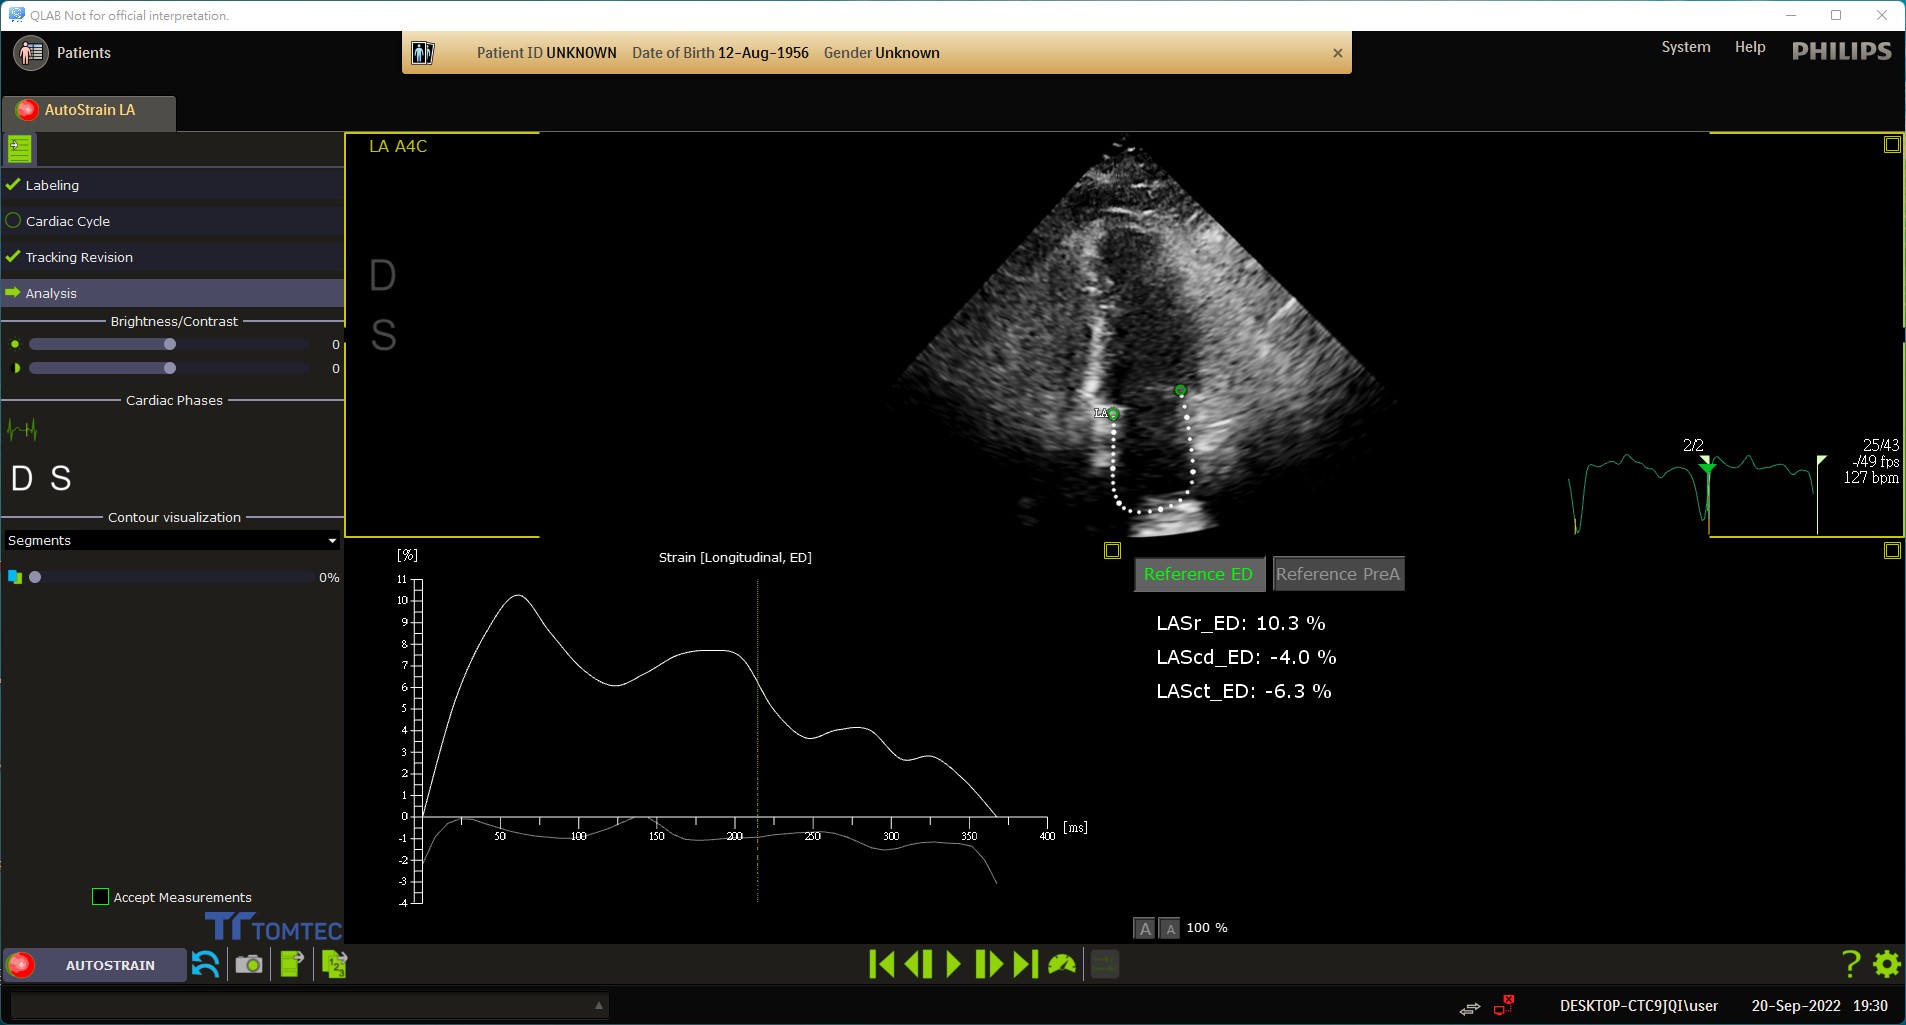 QLAB Not for official interpretation.
Patients
Patient ID UNKNOWN Date of Birth 12-Aug-1956 Gender Unknown
System Help PHILIPS
AutoStrain LA
Labeling
Cardiac Cycle
Tracking Revision
Analysis
Brightness/Contrast
0
0
Cardiac Phases
D S
Contour visualization
Segments
0%
Accept Measurements
TOMTEC
LA A4C
D
S
LA
2/2
25/43
-/49 fps
127 bpm
[%]
Strain [Longitudinal, ED]
11
10
9
8
7
6
5
4
3
2
1
0
-1
-2
-3
-4
50 100 150 200 250 300 350 400 [ms]
Reference ED Reference PreA
LASr_ED: 10.3 %
LAScd_ED: -4.0 %
LASct_ED: -6.3 %
A A 100 %
AUTOSTRAIN
1 2 3
?
DESKTOP-CTC9JQI\user 20-Sep-2022 19:30